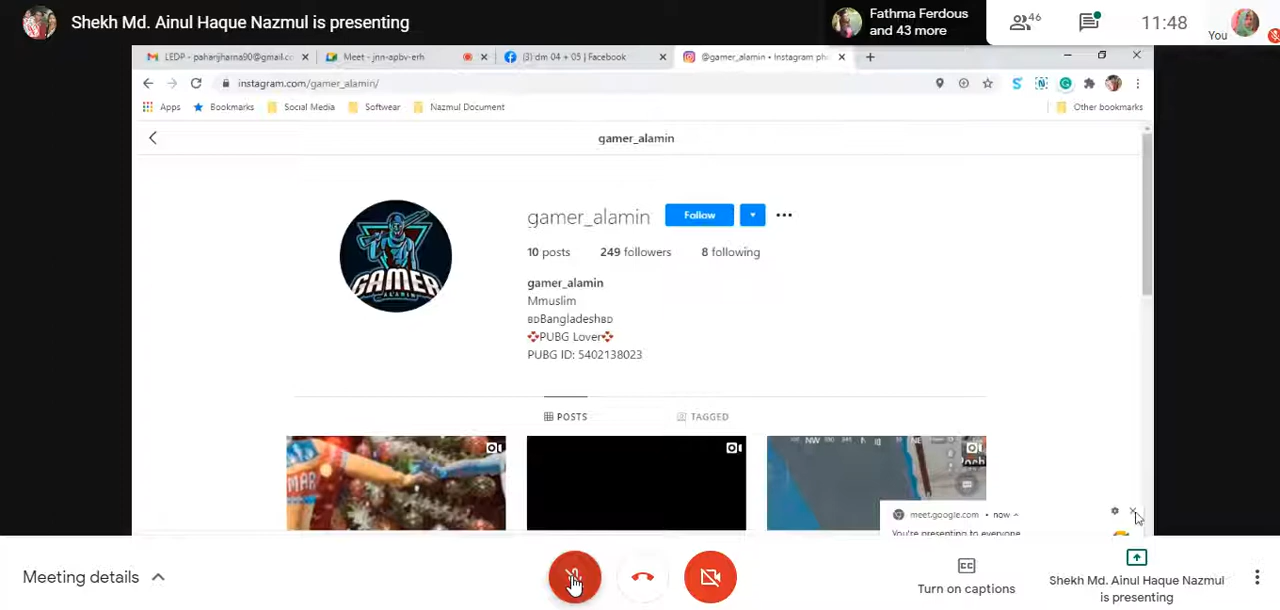 Shekh Md. Ainul Haque Nazmul is presenting
Fathma Ferdous
and 43 more
46
11:48
You
LEDP - paharijharna90@gmail.c
Meet - jnn-apbv-erh
(3) dm 04 + 05 | Facebook
@gamer_alamin • Instagram ph
instagram.com/gamer_alamin/
Apps
Bookmarks
Social Media
Softwear
Nazmul Document
Other bookmarks
gamer_alamin
gamer_alamin
Follow
10 posts 249 followers 8 following
gamer_alamin
Mmuslim
BDBangladeshBD
PUBG Lover
PUBG ID: 5402138023
GAMER
ALAMIN
POSTS
TAGGED
NW
meet.google.com • now
You're presenting to everyone
Meeting details
Turn on captions
Shekh Md. Ainul Haque Nazmul
is presenting